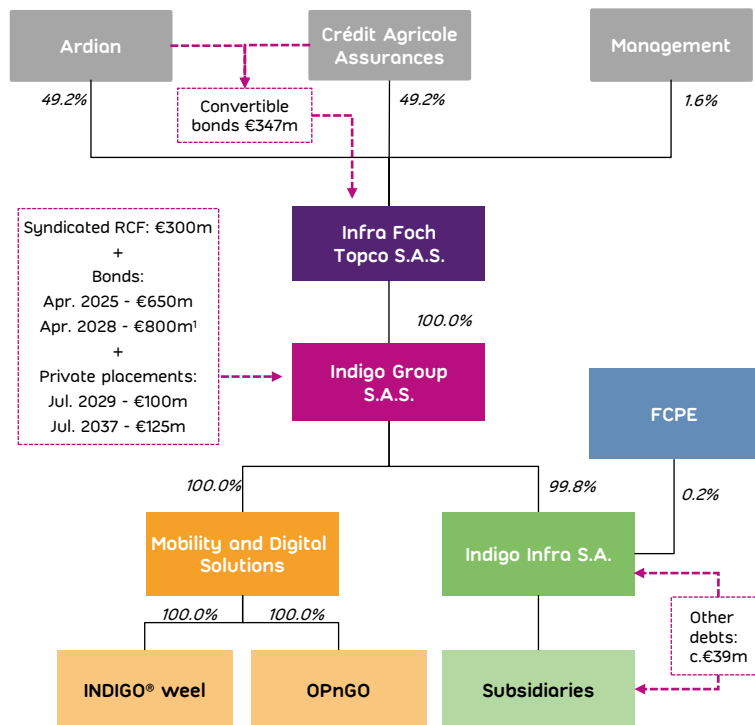 Ardian
Crédit Agricole
Assurances
Management
49.2%
49.2%
1.6%
Convertible
bonds €347m
Infra Foch
Topco S.A.S.
Syndicated RCF: €300m
+
Bonds:
Apr. 2025 - €650m
Apr. 2028 - €800m¹
+
Private placements:
Jul. 2029 - €100m
Jul. 2037 - €125m
100.0%
Indigo Group
S.A.S.
FCPE
100.0%
99.8%
0.2%
Mobility and Digital
Solutions
Indigo Infra S.A.
100.0%
100.0%
Other
debts:
c.€39m
INDIGO® weel
OPnGO
Subsidiaries